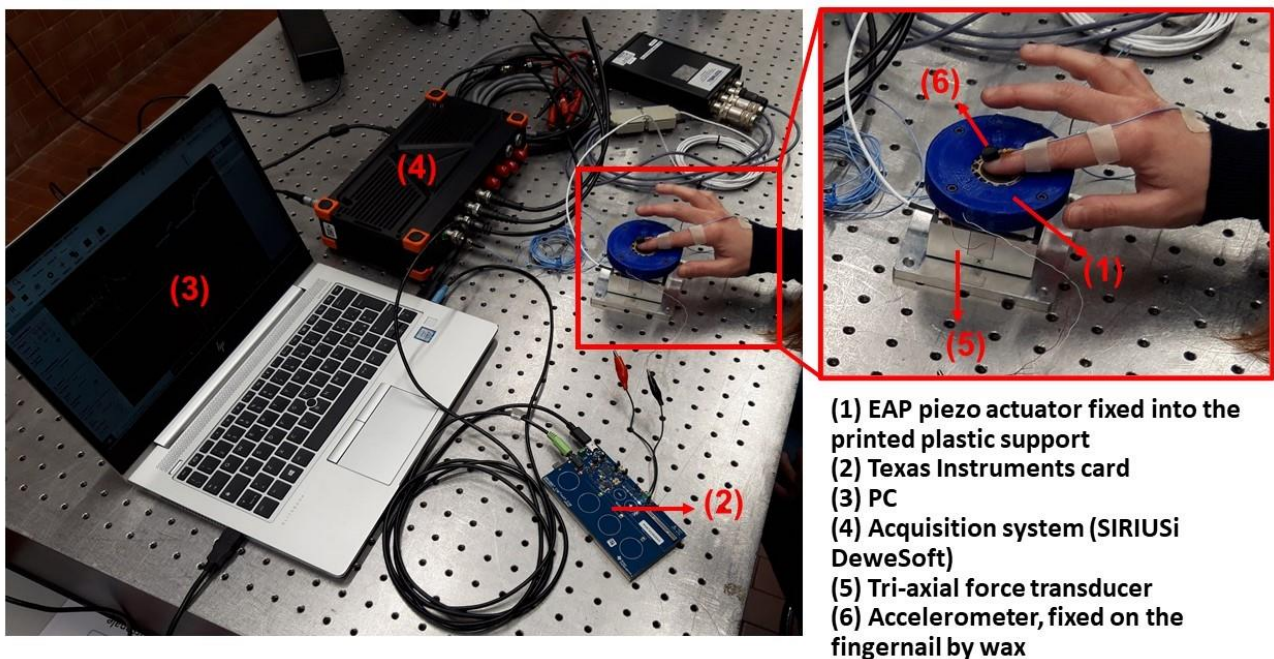 (4)
(3)
(2)
(6)
(1)
(5)
(1) EAP piezo actuator fixed into the
printed plastic support
(2) Texas Instruments card
(3) PC
(4) Acquisition system (SIRIUSi
DeweSoft)
(5) Tri-axial force transducer
(6) Accelerometer, fixed on the
fingernail by wax